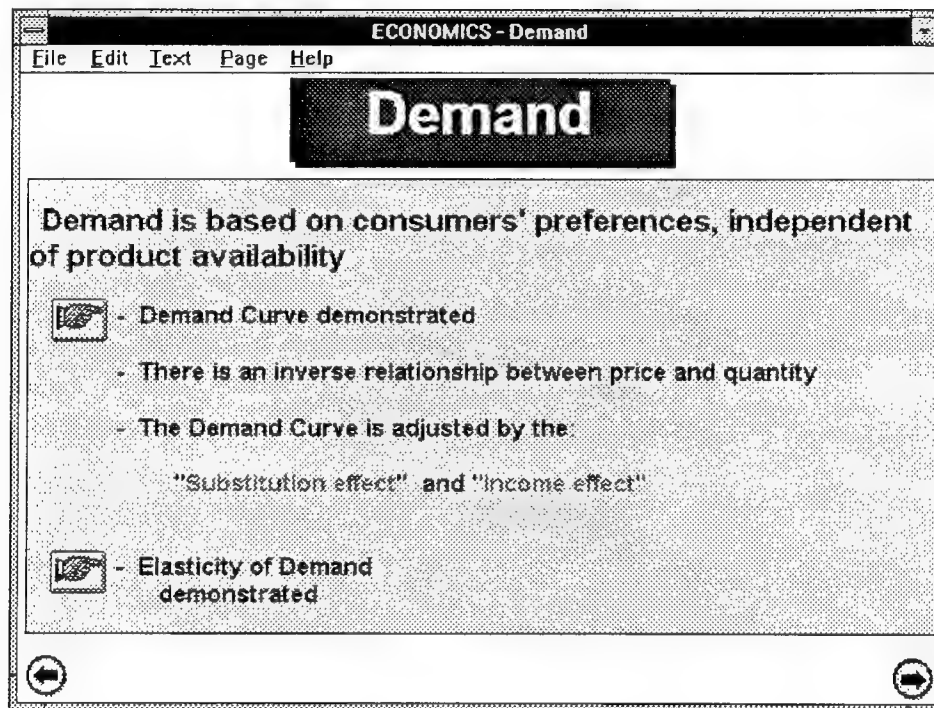 ECONOMICS - Demand
File Edit Text Page Help
Demand
Demand is based on consumers' preferences, independent
of product availability
- Demand Curve demonstrated
- There is an inverse relationship between price and quantity
- The Demand Curve is adjusted by the:
"Substitution effect" and "Income effect"
- Elasticity of Demand
demonstrated